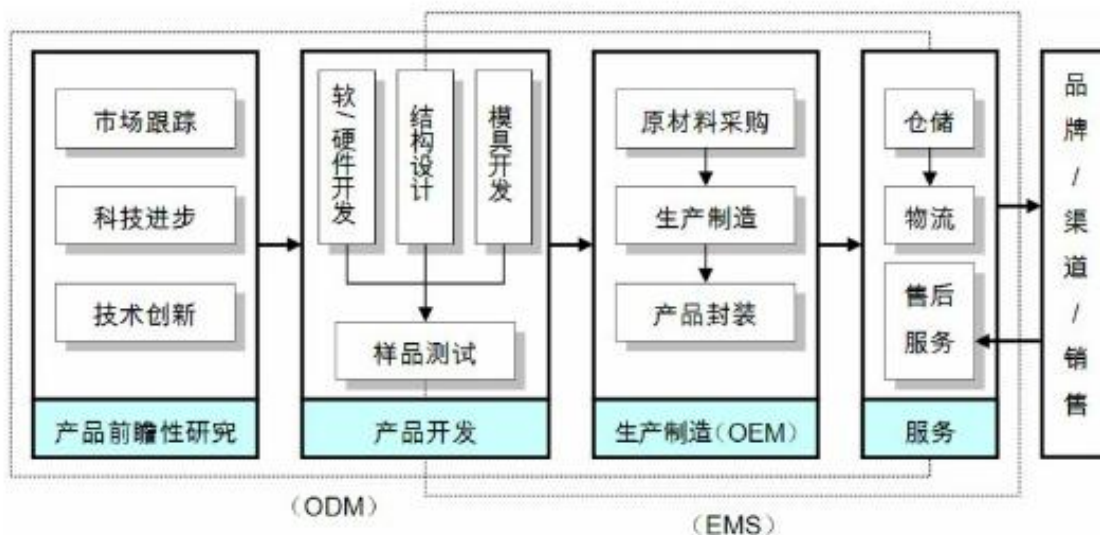 市场跟踪
科技进步
技术创新
产品前瞻性研究
软/硬件开发
结构设计
模具开发
样品测试
产品开发
原材料采购
生产制造
产品封装
生产制造(OEM)
仓储
物流
售后
服务
服务
品牌/渠道/销售
(ODM)
(EMS)